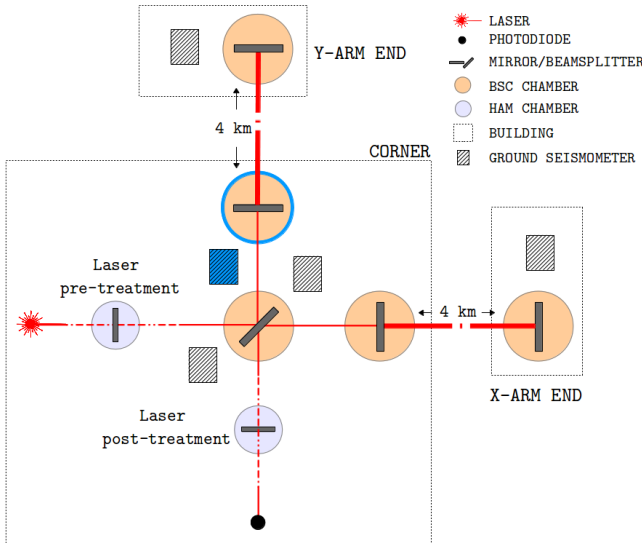 LASER
PHOTODIODE
MIRROR/BEAMSPLITTER
BSC CHAMBER
HAM CHAMBER
BUILDING
GROUND SEISMOMETER
Y-ARM END
4 km
CORNER
Laser
pre-treatment
4 km
X-ARM END
Laser
post-treatment